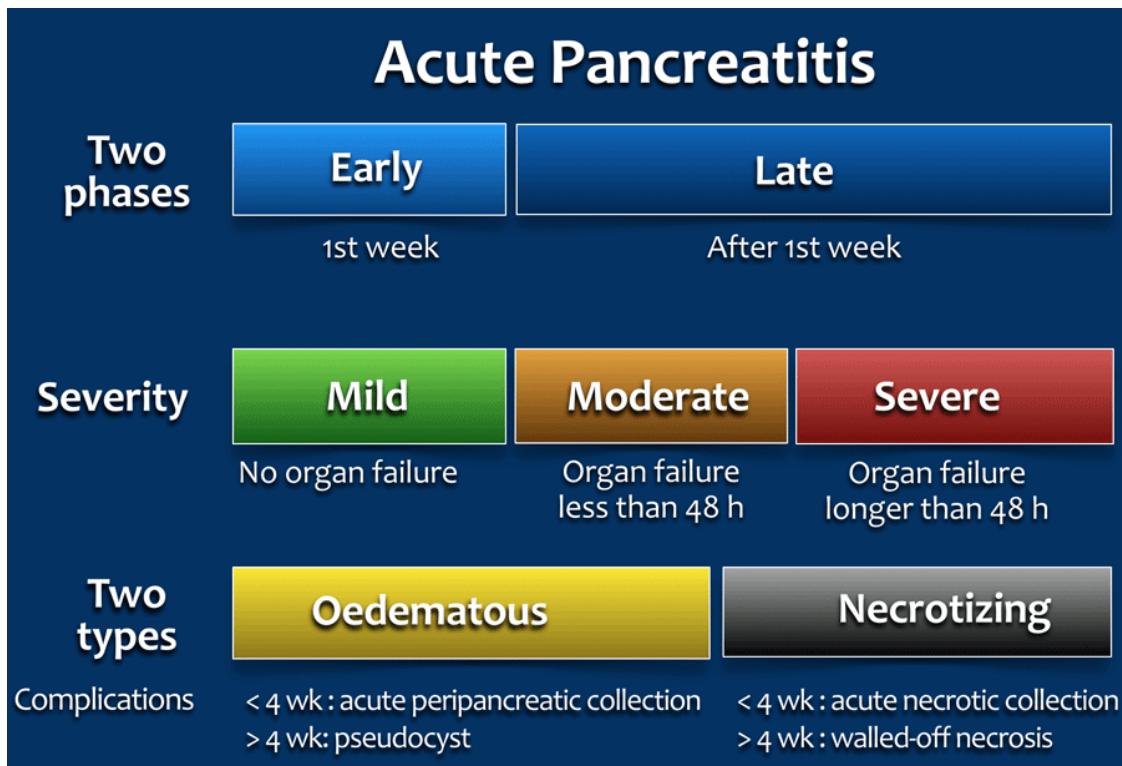 Acute Pancreatitis
Two
phases
Early
Late
1st week
After 1st week
Severity
Mild
Moderate
Severe
No organ failure
Organ failure
less than 48 h
Organ failure
longer than 48 h
Two
types
Oedematous
Necrotizing
Complications
< 4 wk : acute peripancreatic collection
> 4 wk: pseudocyst
< 4 wk : acute necrotic collection
> 4 wk : walled-off necrosis